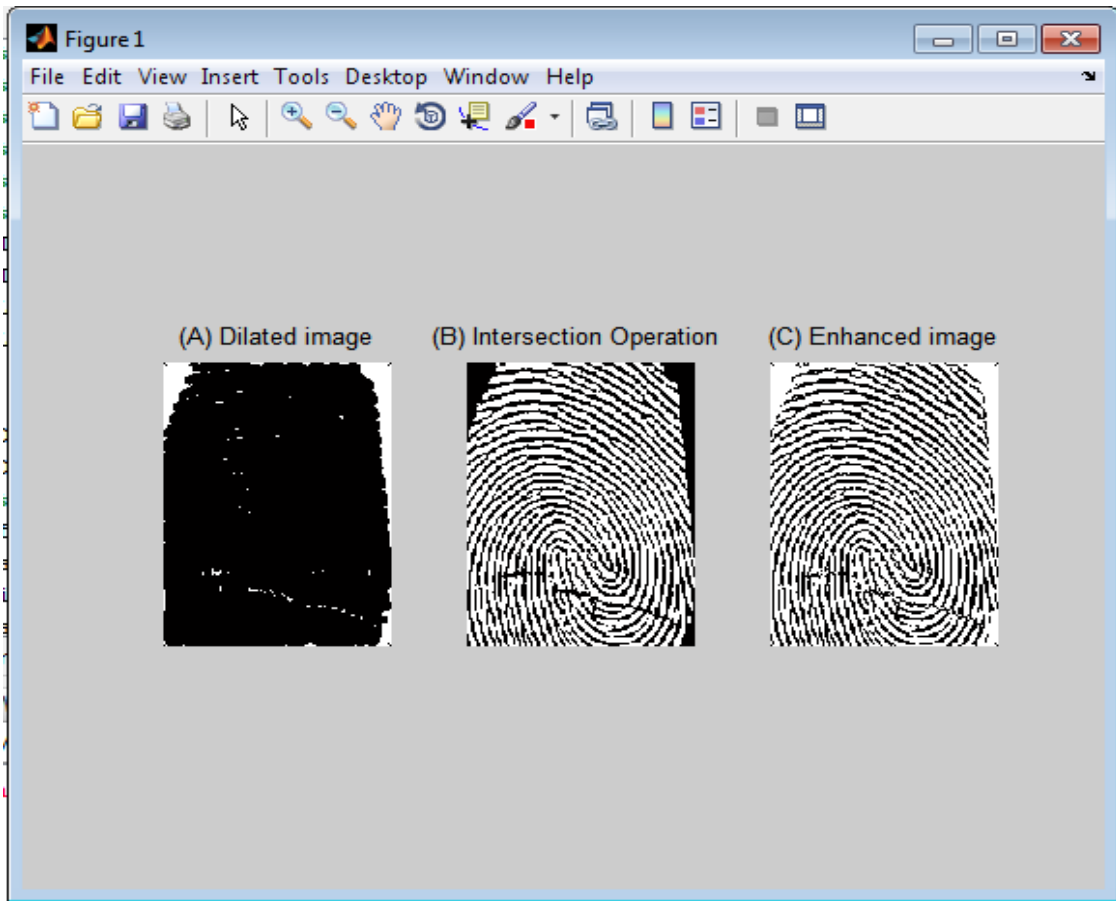 Figure 1
File Edit View Insert Tools Desktop Window Help
(A) Dilated image (B) Intersection Operation (C) Enhanced image